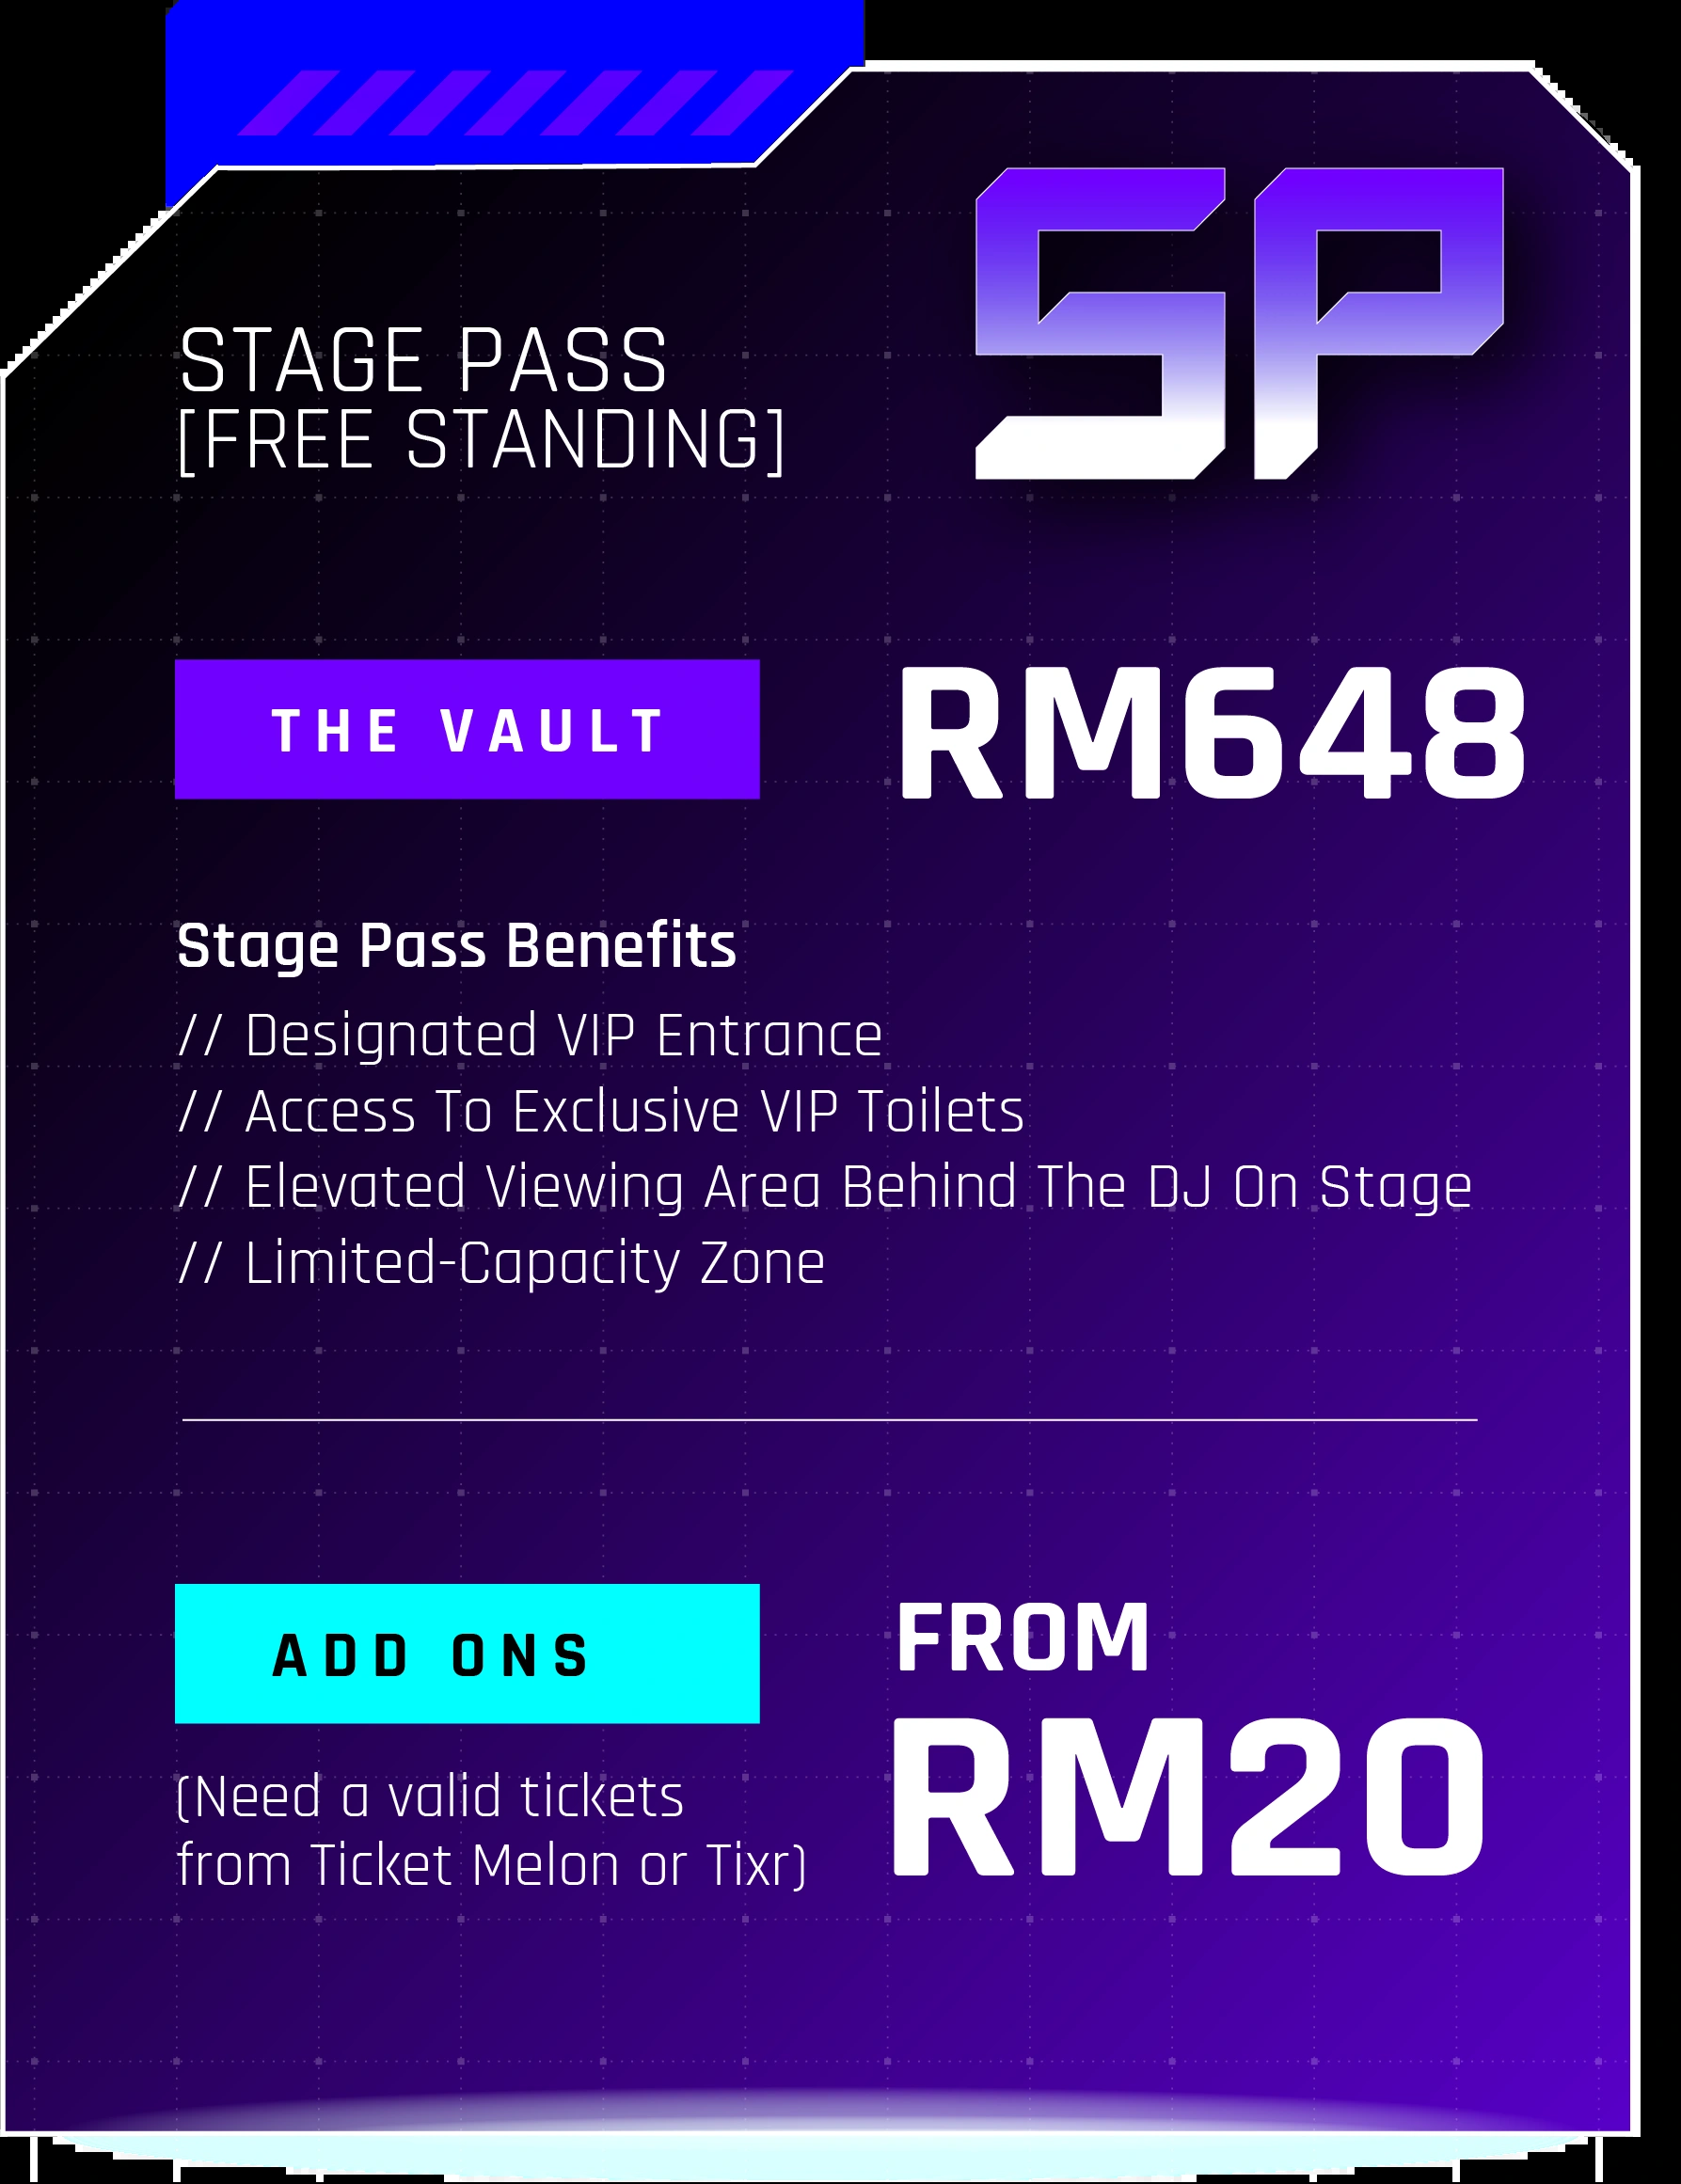 SP
STAGE PASS
[FREE STANDING]
THE VAULT
RM648
Stage Pass Benefits
// Designated VIP Entrance
// Access To Exclusive VIP Toilets
// Elevated Viewing Area Behind The DJ On Stage
// Limited-Capacity Zone
ADD ONS
FROM
RM20
(Need a valid tickets
from Ticket Melon or Tixr)